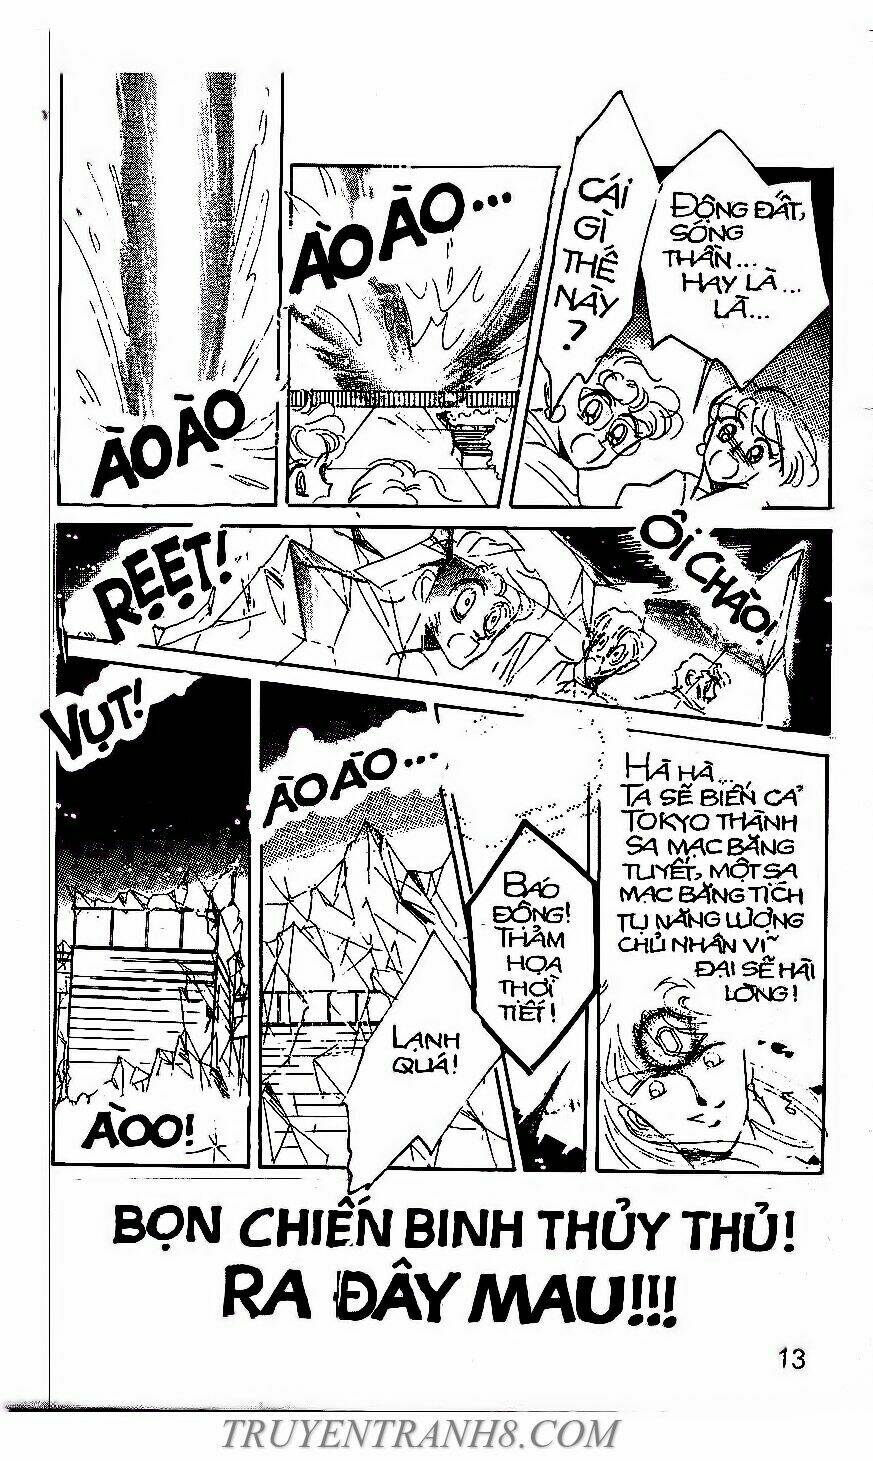 ÀO ÀO
ÀO ÀO...
CÁI
GÌ
THẾ
NÀY
?
ĐỘNG ĐẤT,
SÓNG
THẦN...
HAY LÀ...
LÀ...
RẸẸT!
ÔI CHÀO!
VỤT!
ÀOO!
ÀO ÀO...
LẠNH
QUÁ!
BÁO
ĐỘNG!
THẢM
HỌA
THỜI
TIẾT!
HÀ HÀ...
TA SẼ BIẾN CẢ
TOKYO THÀNH
SA MẠC BĂNG
TUYẾT, MỘT SA
MẠC BĂNG TÍCH
TỤ NĂNG LƯỢNG
CHỦ NHÂN VĨ
ĐẠI SẼ HÀI
LÒNG!
BỌN CHIẾN BINH THỦY THỦ!
RA ĐÂY MAU!!!
13
TRUYENTRANH8.COM